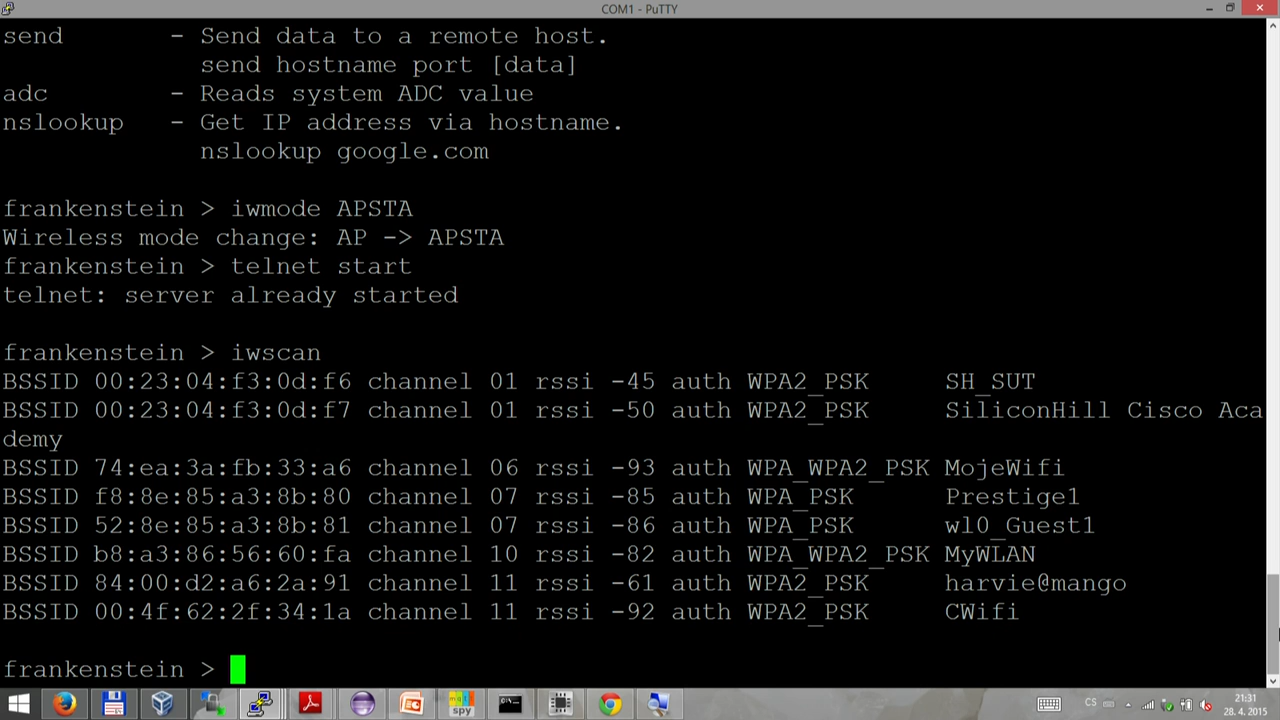 COM1 - PuTTY
send - Send data to a remote host.
send hostname port [data]
adc - Reads system ADC value
nslookup - Get IP address via hostname.
nslookup google.com
frankenstein > iwmode APSTA
Wireless mode change: AP -> APSTA
frankenstein > telnet start
telnet: server already started
frankenstein > iwscan
BSSID 00:23:04:f3:0d:f6 channel 01 rssi -45 auth WPA2_PSK SH_SUT
BSSID 00:23:04:f3:0d:f7 channel 01 rssi -50 auth WPA2_PSK SiliconHill Cisco Aca
demy
BSSID 74:ea:3a:fb:33:a6 channel 06 rssi -93 auth WPA_WPA2_PSK MojeWifi
BSSID f8:8e:85:a3:8b:80 channel 07 rssi -85 auth WPA_PSK Prestige1
BSSID 52:8e:85:a3:8b:81 channel 07 rssi -86 auth WPA_PSK wl0_Guest1
BSSID b8:a3:86:56:60:fa channel 10 rssi -82 auth WPA_WPA2_PSK MyWLAN
BSSID 84:00:d2:a6:2a:91 channel 11 rssi -61 auth WPA2_PSK harvie@mango
BSSID 00:4f:62:2f:34:1a channel 11 rssi -92 auth WPA2_PSK CWifi
frankenstein >
spy
CS
21:31
28. 4. 2015